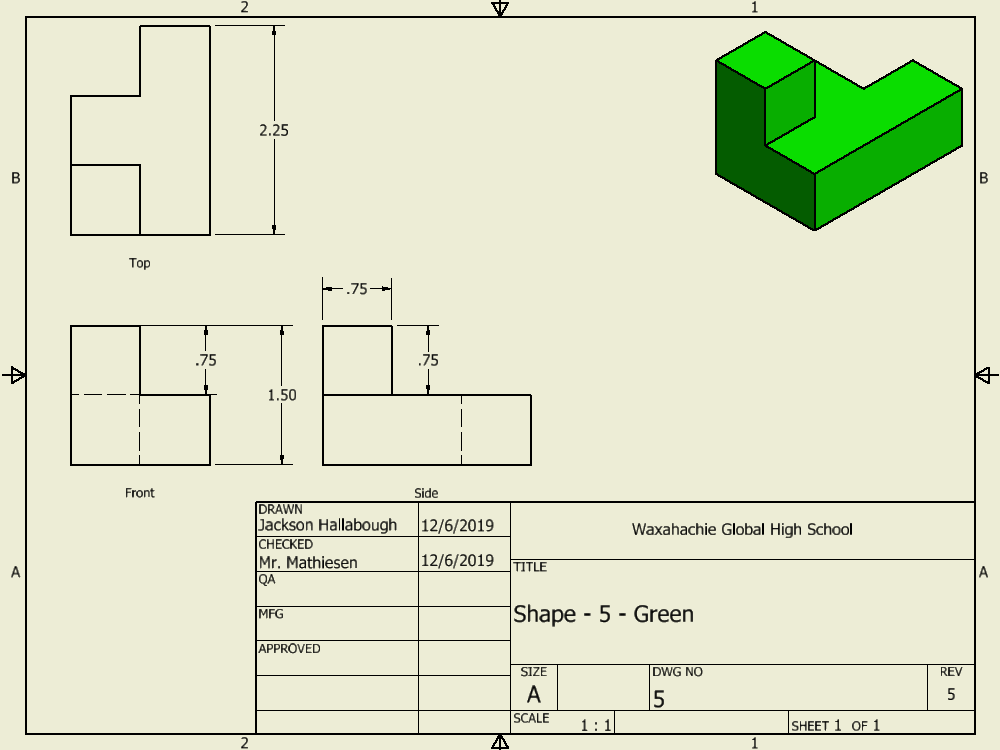 2 1
2.25
B B
Top
.75
.75 .75
1.50
Front Side
DRAWN
Jackson Hallabough 12/6/2019
Waxahachie Global High School
CHECKED
Mr. Mathiesen 12/6/2019
A A
QA
TITLE
MFG
Shape - 5 - Green
APPROVED
SIZE DWG NO REV
A 5 5
SCALE 1 : 1 SHEET 1 OF 1
2 1